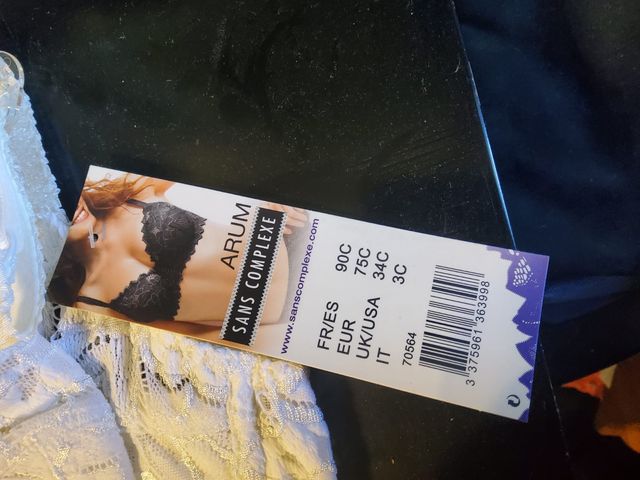 ARUM
SANS COMPLEXE
www.sanscomplexe.com
FR/ES 90C
EUR 75C
UK/USA 34C
IT 3C
70564
3 375961 363998